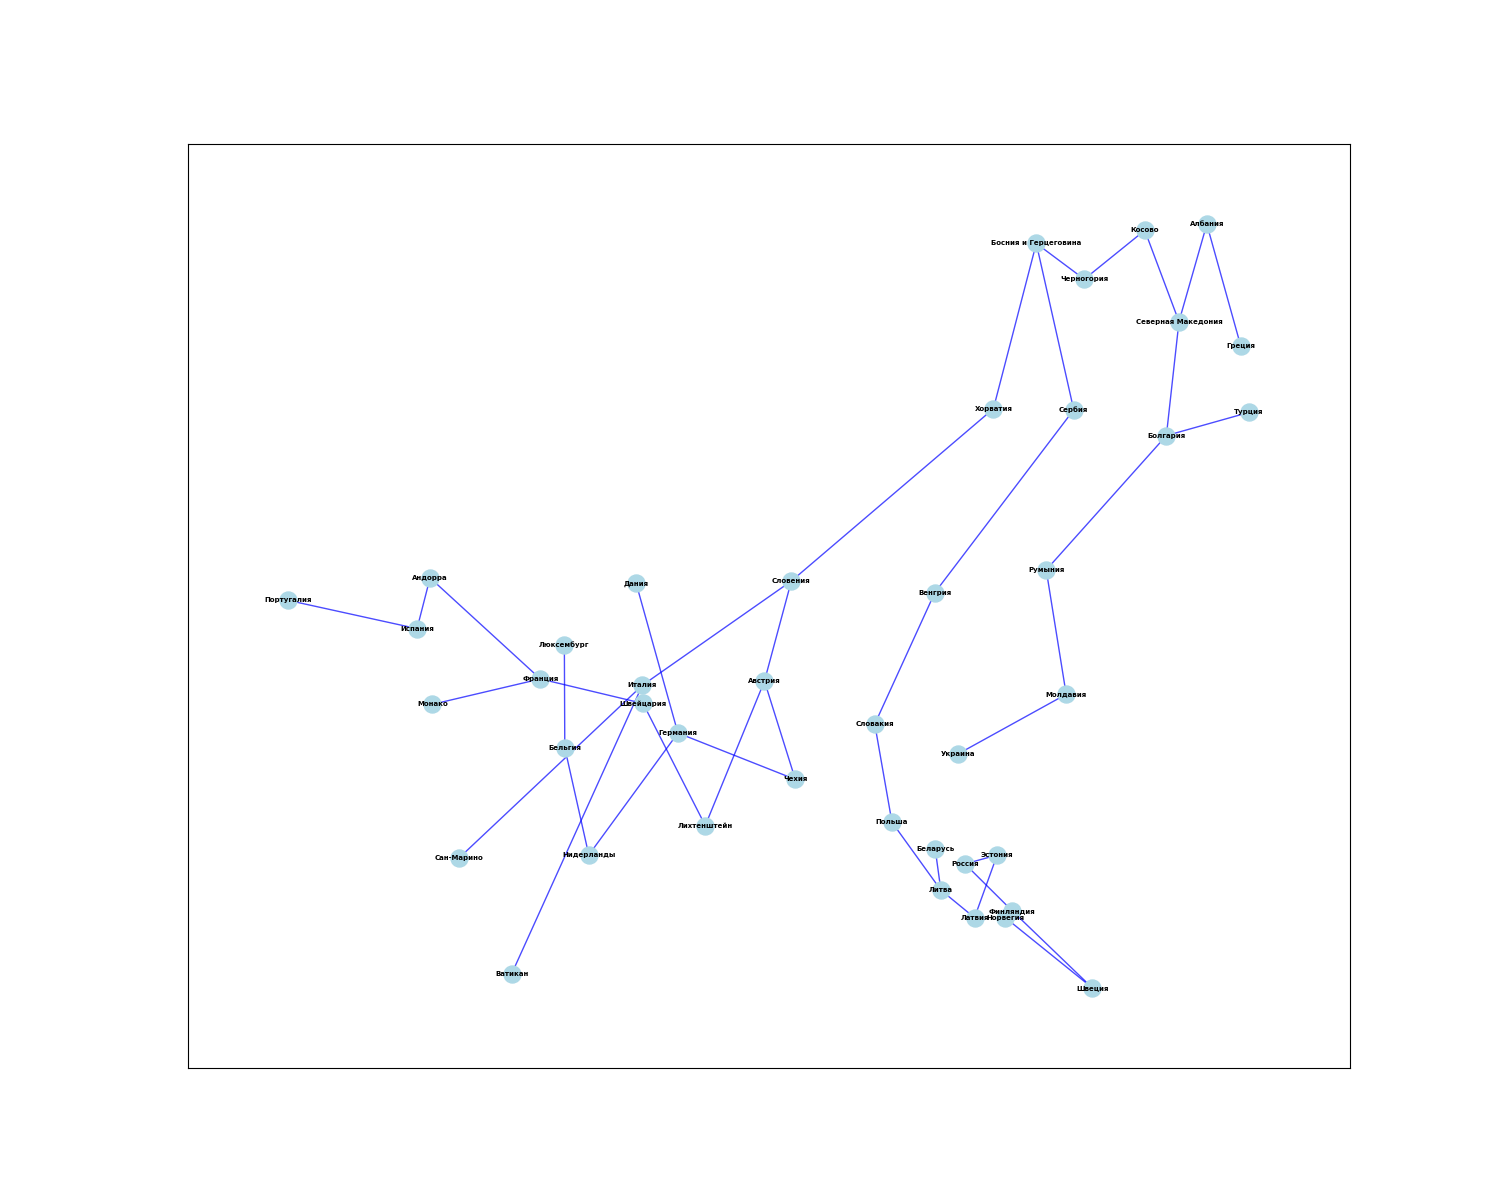 Албания
Косово
Босния и Герцеговина
Черногория
Северная Македония
Греция
Хорватия
Сербия
Турция
Болгария
Румыния
Андорра
Словения
Дания
Венгрия
Португалия
Испания
Люксембург
Франция
Австрия
Италия
Молдавия
Монако
Швейцария
Словакия
Германия
Бельгия
Украина
Чехия
Польша
Лихтенштейн
Беларусь
Нидерланды
Эстония
Сан-Марино
Россия
Литва
Финляндия
Латвия
Норвегия
Ватикан
Швеция